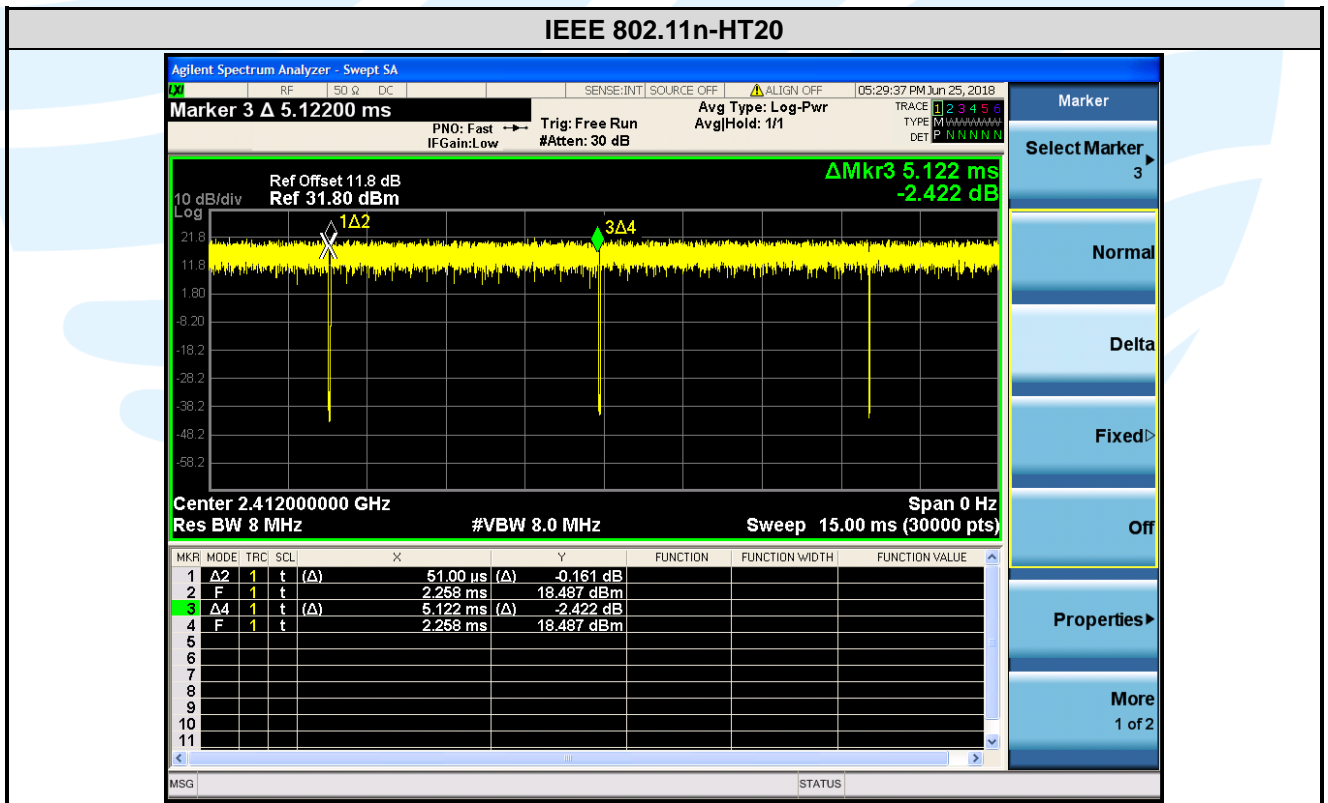 IEEE 802.11n-HT20
Agilent Spectrum Analyzer - Swept SA
LXI RF 50 Ω DC SENSE:INT SOURCE OFF ALIGN OFF 05:29:37 PM Jun 25, 2018
Marker 3 Δ 5.12200 ms
PNO: Fast
IFGain:Low
Trig: Free Run
#Atten: 30 dB
Avg Type: Log-Pwr
Avg|Hold: 1/1
TRACE 1 2 3 4 5 6
TYPE M WWWWW
DET P N N N N N
ΔMkr3 5.122 ms
-2.422 dB
Ref Offset 11.8 dB
10 dB/div Ref 31.80 dBm
Log
1Δ2
3Δ4
21.8
11.8
1.80
-8.20
-18.2
-28.2
-38.2
-48.2
-58.2
Center 2.412000000 GHz Span 0 Hz
Res BW 8 MHz #VBW 8.0 MHz Sweep 15.00 ms (30000 pts)
MKR MODE TRC SCL X Y FUNCTION FUNCTION WIDTH FUNCTION VALUE
1 Δ2 1 t (Δ) 51.00 µs (Δ) -0.161 dB
2 F 1 t 2.258 ms 18.487 dBm
3 Δ4 1 t (Δ) 5.122 ms (Δ) -2.422 dB
4 F 1 t 2.258 ms 18.487 dBm
5
6
7
8
9
10
11
MSG STATUS
Marker
Select Marker
3
Normal
Delta
Fixed
Off
Properties
More
1 of 2